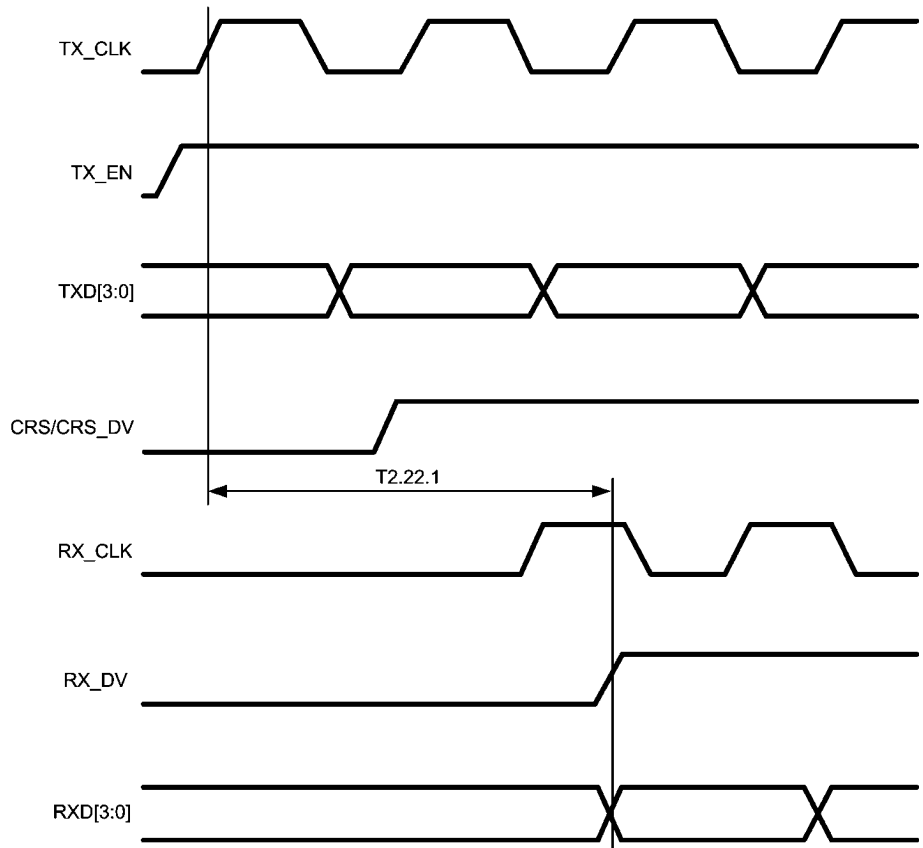 TX_CLK
TX_EN
TXD[3:0]
CRS/CRS_DV
T2.22.1
RX_CLK
RX_DV
RXD[3:0]